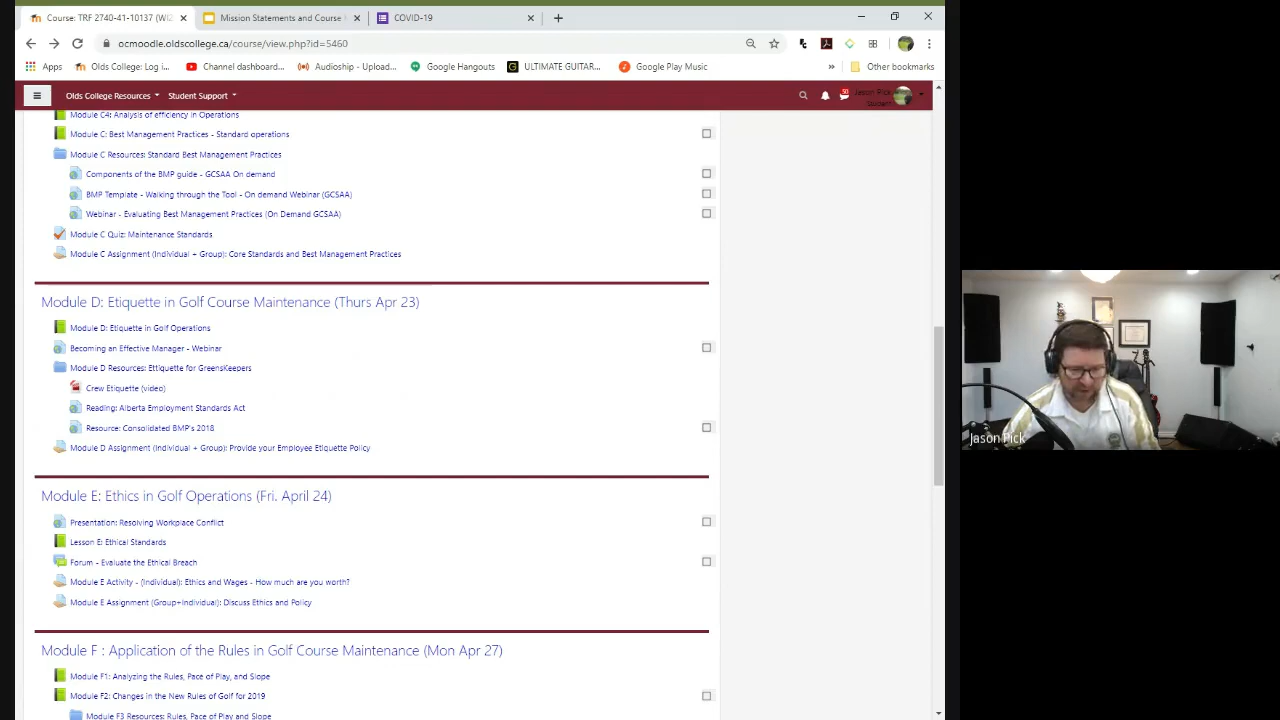 Course: TRF 2740-41-10137 (WI
Mission Statements and Course
COVID-19
ocmoodle.oldscollege.ca/course/view.php?id=5460
Apps
Olds College: Log i...
Channel dashboard...
Audioship - Upload...
Google Hangouts
ULTIMATE GUITAR...
Google Play Music
»
Other bookmarks
Olds College Resources
Student Support
30
Jason Pick
Student
Module C4: Analysis of efficiency in Operations
Module C: Best Management Practices - Standard operations
Module C Resources: Standard Best Management Practices
Components of the BMP guide - GCSAA On demand
BMP Template - Walking through the Tool - On demand Webinar (GCSAA)
Webinar - Evaluating Best Management Practices (On Demand GCSAA)
Module C Quiz: Maintenance Standards
Module C Assignment (Individual + Group): Core Standards and Best Management Practices
Module D: Etiquette in Golf Course Maintenance (Thurs Apr 23)
Module D: Etiquette in Golf Operations
Becoming an Effective Manager - Webinar
Module D Resources: Ettiquette for GreensKeepers
Crew Etiquette (video)
Reading: Alberta Employment Standards Act
Resource: Consolidated BMP's 2018
Module D Assignment (Individual + Group): Provide your Employee Etiquette Policy
Module E: Ethics in Golf Operations (Fri. April 24)
Presentation: Resolving Workplace Conflict
Lesson E: Ethical Standards
Forum - Evaluate the Ethical Breach
Module E Activity - (Individual): Ethics and Wages - How much are you worth?
Module E Assignment (Group+Individual): Discuss Ethics and Policy
Module F : Application of the Rules in Golf Course Maintenance (Mon Apr 27)
Module F1: Analyzing the Rules, Pace of Play, and Slope
Module F2: Changes in the New Rules of Golf for 2019
Module F3 Resources: Rules, Pace of Play and Slope
Jason Pick